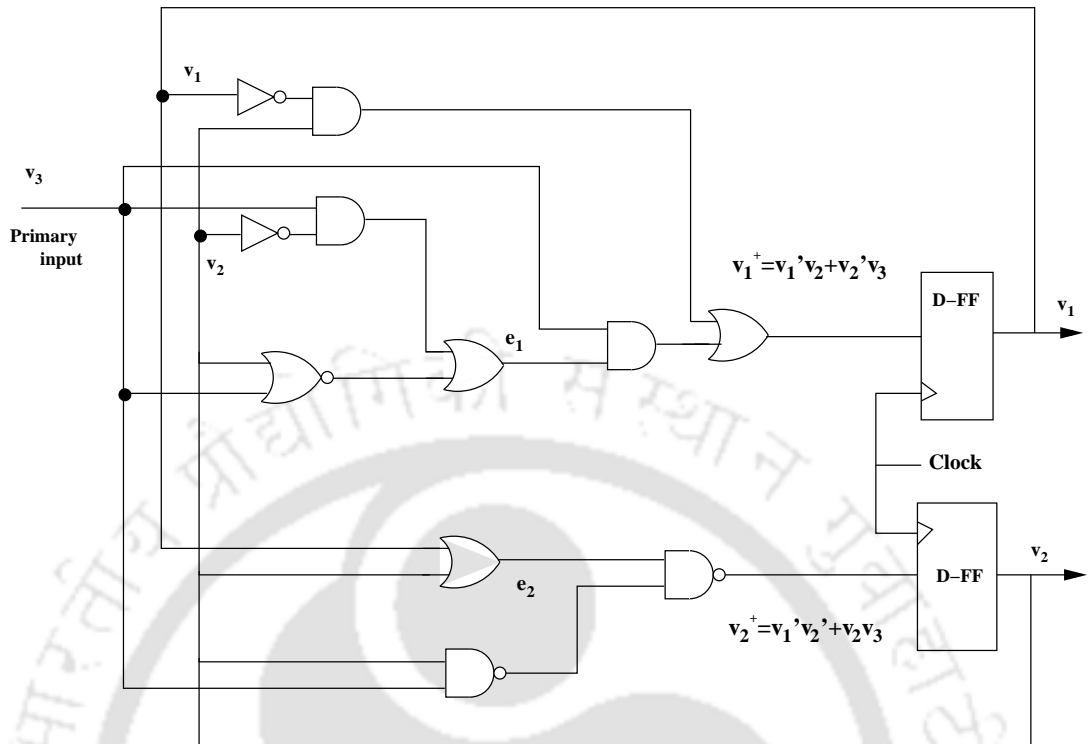 v1
v3
Primary
input
v2
e1
v1+=v1’v2+v2’v3
D–FF
v1
Clock
e2
v2+=v1’v2’+v2v3
D–FF
v2